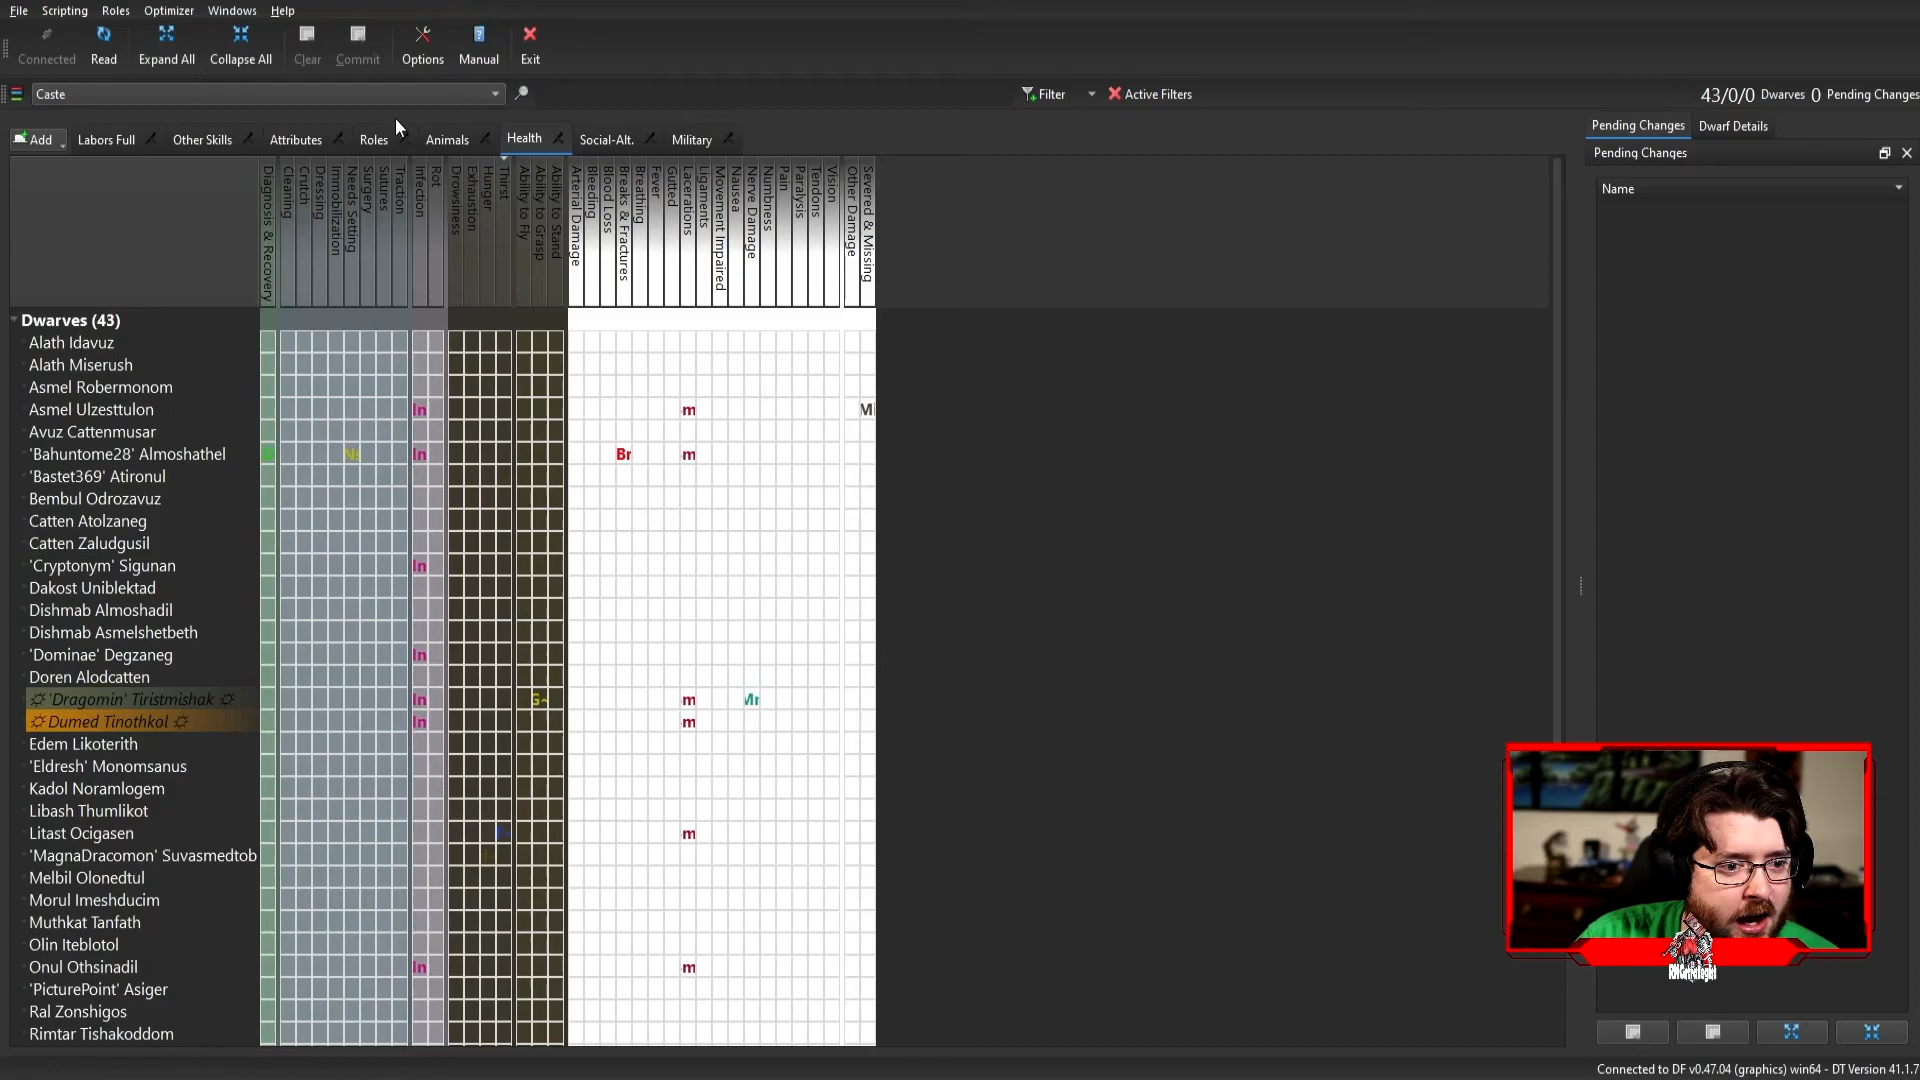 File Scripting Roles Optimizer Windows Help
Connected Read Expand All Collapse All Clear Commit Options Manual Exit
Caste Filter Active Filters 43/0/0 Dwarves 0 Pending Changes
Add Labors Full Other Skills Attributes Roles Animals Health Social-Alt. Military Pending Changes Dwarf Details
Pending Changes
Name
Diagnosis & Recovery
Cleaning
Crutch
Dressing
Immobilization
Needs Setting
Surgery
Sutures
Traction
Infection
Rot
Drowsiness
Exhaustion
Hunger
Thirst
Ability to Fly
Ability to Grasp
Ability to Stand
Arterial Damage
Bleeding
Blood Loss
Breaks & Fractures
Breathing
Fever
Gutted
Lacerations
Ligaments
Movement Impaired
Nausea
Nerve Damage
Numbness
Pain
Paralysis
Tendons
Vision
Other Damage
Severed & Missing
Dwarves (43)
Alath Idavuz
Alath Miserush
Asmel Robermonom
Asmel Ulzesttulon In m Mi
Avuz Cattenmusar
'Bahuntome28' Almoshathel Ns In Br m
'Bastet369' Atironul
Bembul Odrozavuz
Catten Atolzaneg
Catten Zaludgusil
'Cryptonym' Sigunan In
Dakost Uniblektad
Dishmab Almoshadil
Dishmab Asmelshetbeth
'Dominae' Degzaneg In
Doren Alodcatten
'Dragomin' Tiristmishak In G~ m Mn
Dumed Tinothkol In m
Edem Likoterith
'Eldresh' Monomsanus
Kadol Noramlogem
Libash Thumlikot
Litast Ocigasen m
'MagnaDracomon' Suvasmedtob
Melbil Olonedtul
Morul Imeshducim
Muthkat Tanfath
Olin Iteblotol
Onul Othsinadil In m
'PicturePoint' Asiger
Ral Zonshigos
Rimtar Tishakoddom
Connected to DF v0.47.04 (graphics) win64 - DT Version 41.1.7